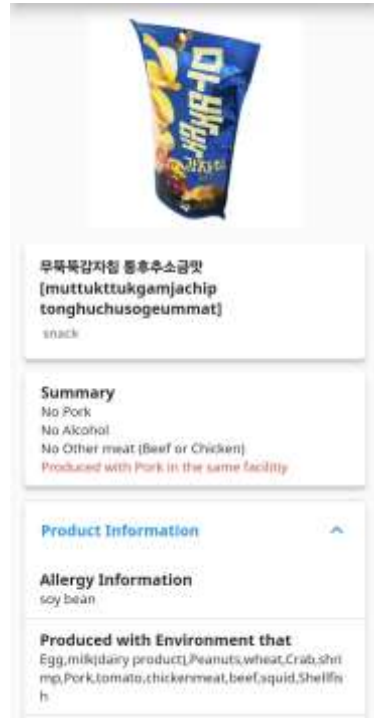 무뚝뚝감자칩 통후추소금맛
[muttukttukgamjachip
tonghuchusogeummat]
snack
Summary
No Pork
No Alcohol
No Other meat (Beef or Chicken)
Produced with Pork in the same facilitiy
Product Information
Allergy Information
soy bean
Produced with Environment that
Egg,milk(dairy product),Peanuts,wheat,Crab,shri
mp,Pork,tomato,chickenmeat,beef,squid,Shellfis
h